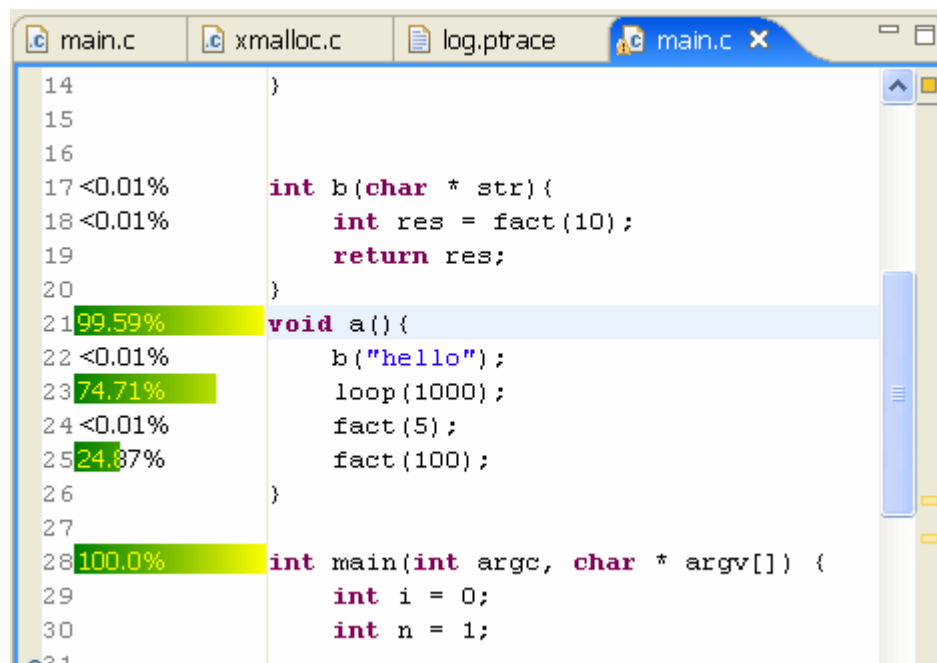 main.c xmalloc.c log.ptrace main.c
14 }
15
16
17 <0.01% int b(char * str){
18 <0.01% int res = fact(10);
19 return res;
20 }
21 99.59% void a(){
22 <0.01% b("hello");
23 74.71% loop(1000);
24 <0.01% fact(5);
25 24.87% fact(100);
26 }
27
28 100.0% int main(int argc, char * argv[]) {
29 int i = 0;
30 int n = 1;
31